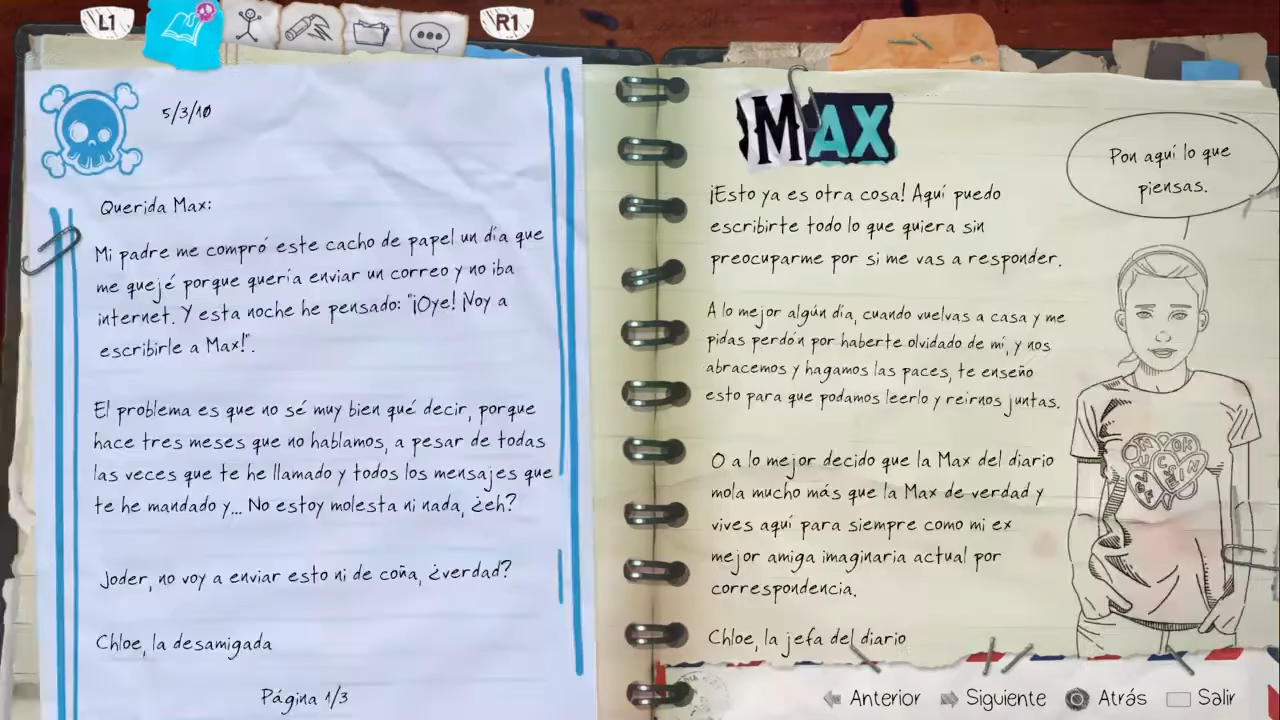 L1
R1
5/3/10
Querida Max:
Mi padre me compró este cacho de papel un día que
me quejé porque quería enviar un correo y no iba
internet. Y esta noche he pensado: "¡Oye! ¡Voy a
escribirle a Max!".
El problema es que no sé muy bien qué decir, porque
hace tres meses que no hablamos, a pesar de todas
las veces que te he llamado y todos los mensajes que
te he mandado y... No estoy molesta ni nada, ¿eh?
Joder, no voy a enviar esto ni de coña, ¿verdad?
Chloe, la desamigada
Página 1/3
MAX
¡Esto ya es otra cosa! Aquí puedo
escribirte todo lo que quiera sin
preocuparme por si me vas a responder.
A lo mejor algún día, cuando vuelvas a casa y me
pidas perdón por haberte olvidado de mí, y nos
abracemos y hagamos las paces, te enseño
esto para que podamos leerlo y reirnos juntas.
O a lo mejor decido que la Max del diario
mola mucho más que la Max de verdad y
vives aquí para siempre como mi ex
mejor amiga imaginaria actual por
correspondencia.
Chloe, la jefa del diario
Pon aquí lo que
piensas.
Anterior
Siguiente
Atrás
Salir